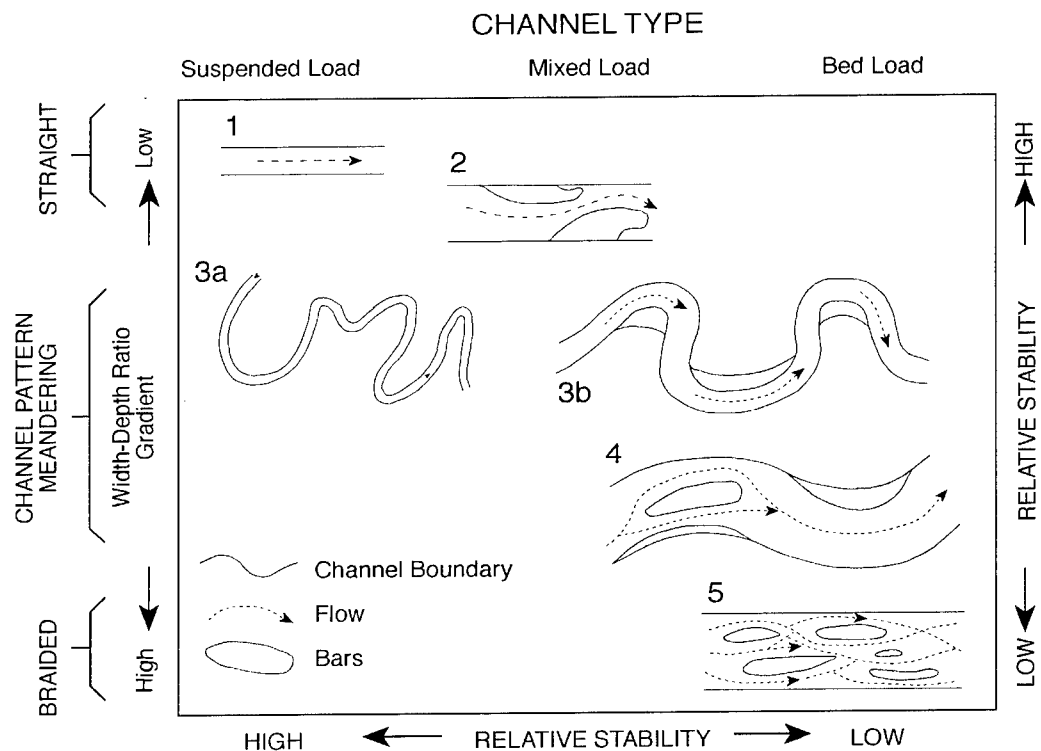 CHANNEL TYPE
Suspended Load
Mixed Load
Bed Load
STRAIGHT
Low
1
2
HIGH
3a
3b
CHANNEL PATTERN
MEANDERING
Width-Depth Ratio
Gradient
RELATIVE STABILITY
4
Channel Boundary
Flow
Bars
5
BRAIDED
High
LOW
HIGH
RELATIVE STABILITY
LOW